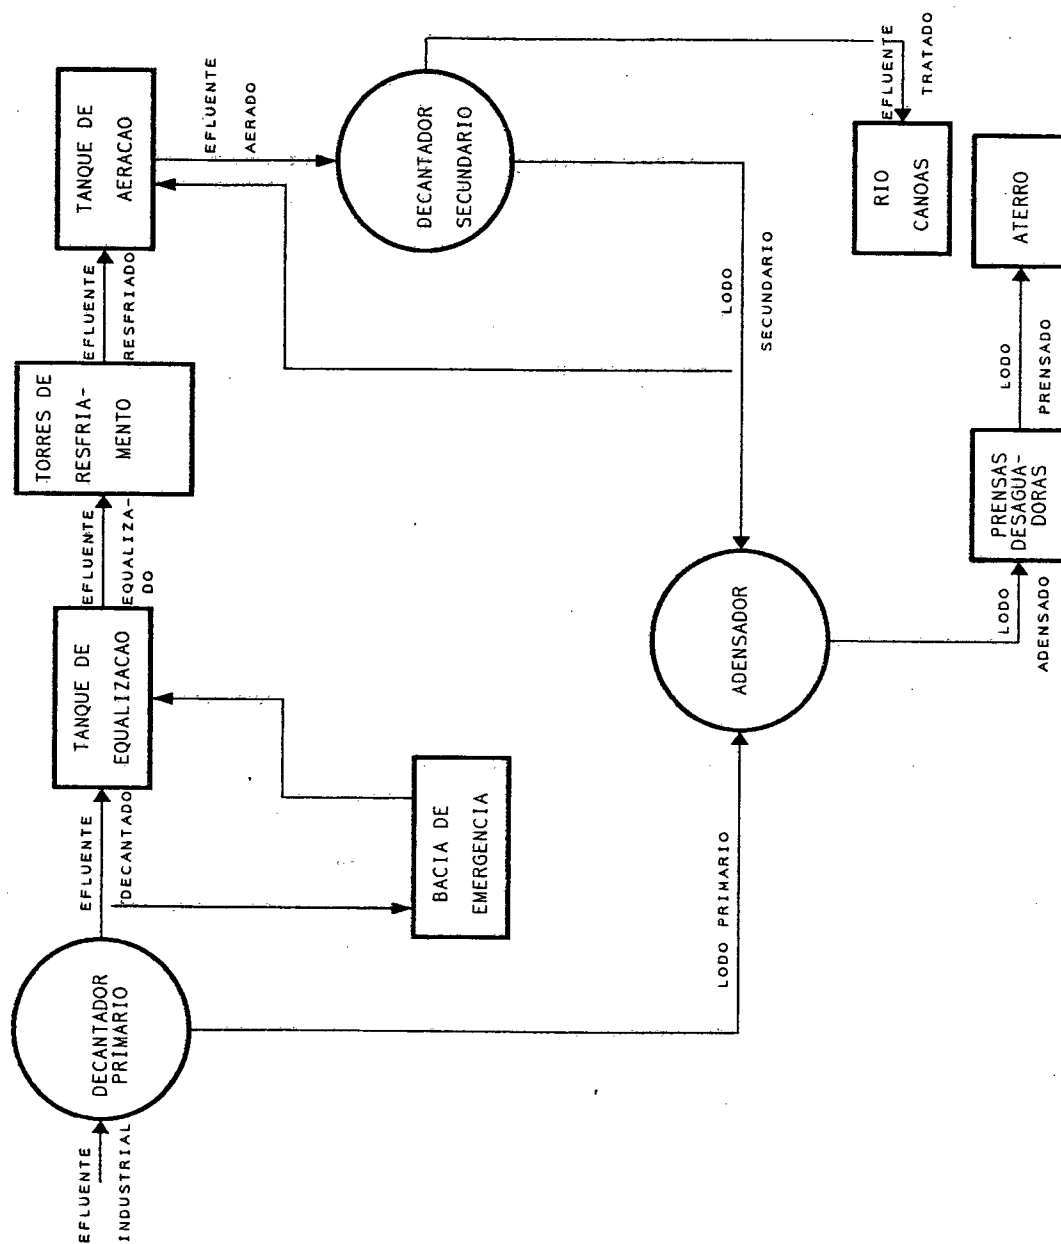 EFLUENTE
INDUSTRIAL
DECANTADOR
PRIMARIO
EFLUENTE
DECANTADO
TANQUE DE
EQUALIZACAO
EFLUENTE
EQUALIZA-
DO
TORRES DE
RESFRIA-
MENTO
EFLUENTE
RESFRIADO
TANQUE DE
AERACAO
EFLUENTE
AERADO
BACIA DE
EMERGENCIA
DECANTADOR
SECUNDARIO
LODO PRIMARIO
ADENSADOR
LODO
SECUNDARIO
EFLUENTE
TRATADO
RIO
CANOAS
LODO
ADENSADO
PRENSAS
DESAGUA-
DORAS
LODO
PRENSADO
ATERRO